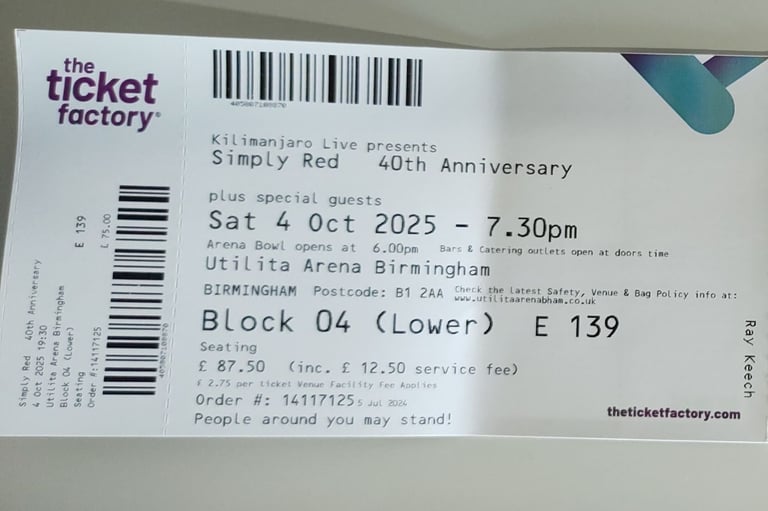 the
ticket
factory®
405807108870
Kilimanjaro Live presents
Simply Red 40th Anniversary
plus special guests
Sat 4 Oct 2025 - 7.30pm
Arena Bowl opens at 6.00pm Bars & Catering outlets open at doors time
Utilita Arena Birmingham
BIRMINGHAM Postcode: B1 2AA Check the latest Safety, Venue & Bag Policy info at:
www.utilitaarenabham.co.uk
Block 04 (Lower) E 139
Seating
£ 87.50 (inc. £ 12.50 service fee)
£ 2.75 per ticket Venue Facility Fee Applies
Order #: 14117125 5 Jul 2024
People around you may stand!
theticketfactory.com
Ray Keech
Simply Red 40th Anniversary
4 Oct 2025 19:30
Utilita Arena Birmingham
Block 04 (Lower)
Seating
Order #:14117125
E 139
£ 75.00
405807108870